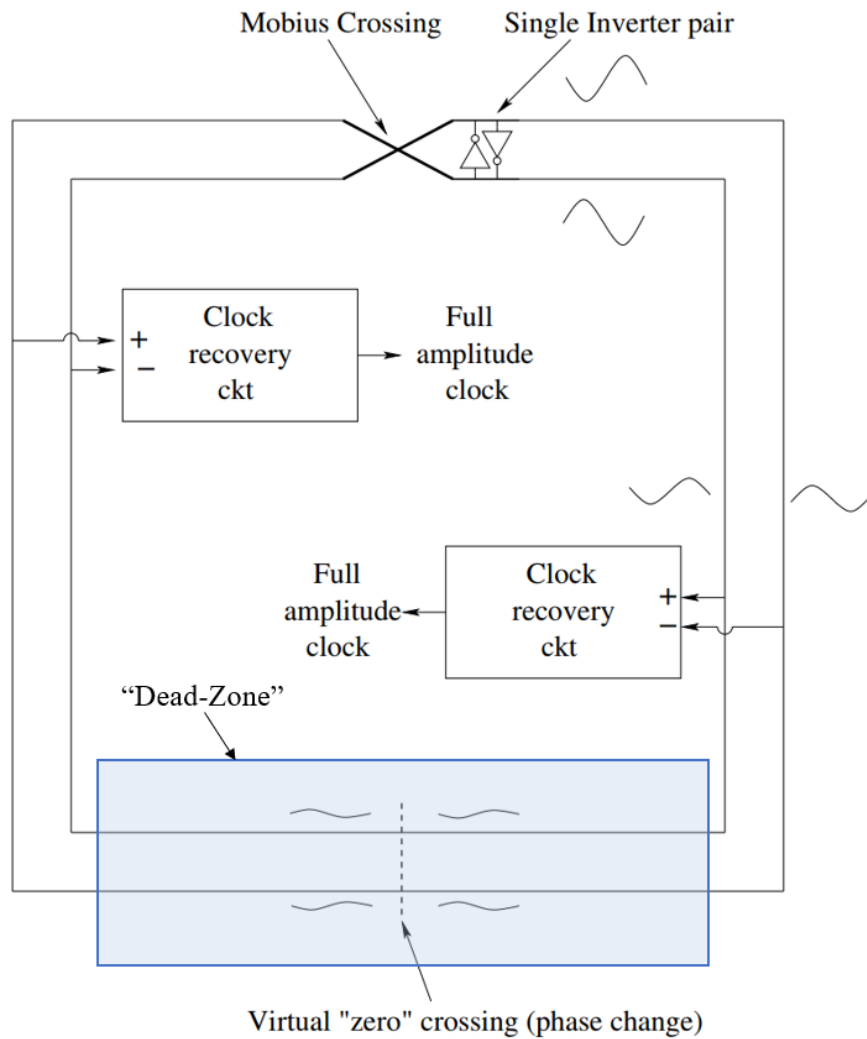 Mobius Crossing
Single Inverter pair
Clock
recovery
ckt
+
−
Full
amplitude
clock
Full
amplitude
clock
Clock
recovery
ckt
+
−
“Dead-Zone”
Virtual "zero" crossing (phase change)